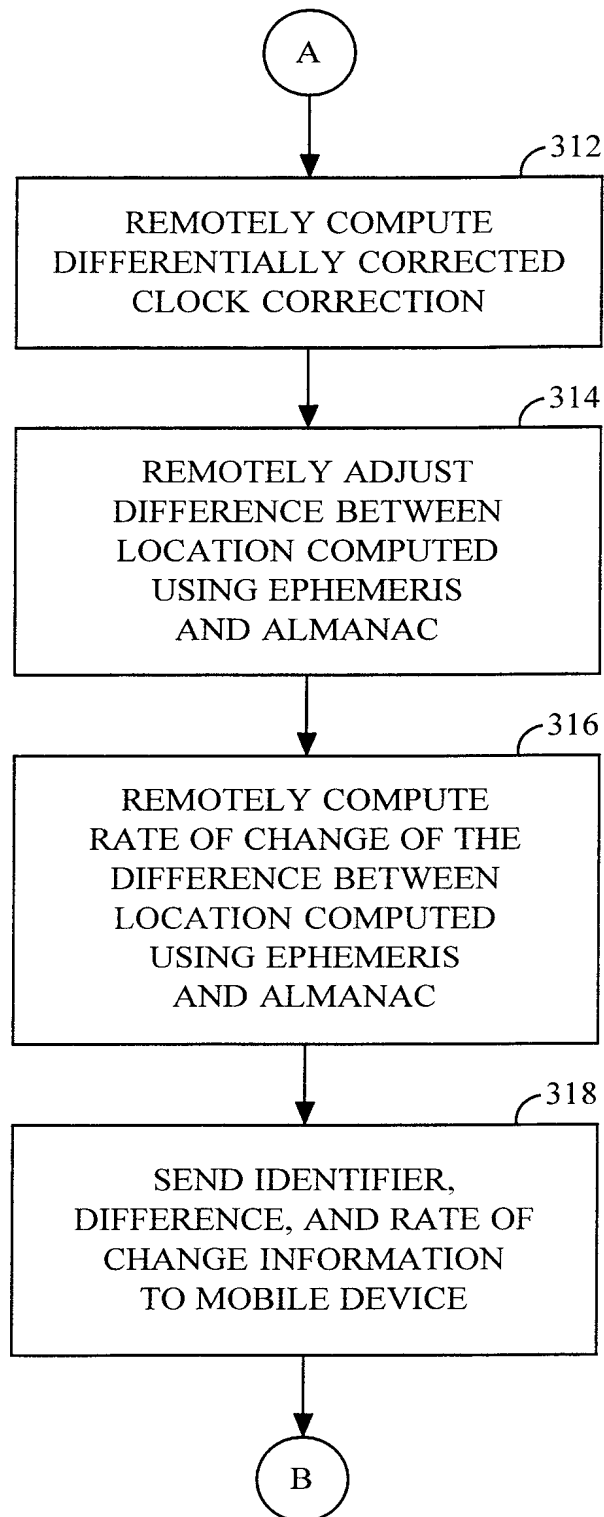 A
312
REMOTELY COMPUTE
DIFFERENTIALLY CORRECTED
CLOCK CORRECTION
314
REMOTELY ADJUST
DIFFERENCE BETWEEN
LOCATION COMPUTED
USING EPHEMERIS
AND ALMANAC
316
REMOTELY COMPUTE
RATE OF CHANGE OF THE
DIFFERENCE BETWEEN
LOCATION COMPUTED
USING EPHEMERIS
AND ALMANAC
318
SEND IDENTIFIER,
DIFFERENCE, AND RATE OF
CHANGE INFORMATION
TO MOBILE DEVICE
B